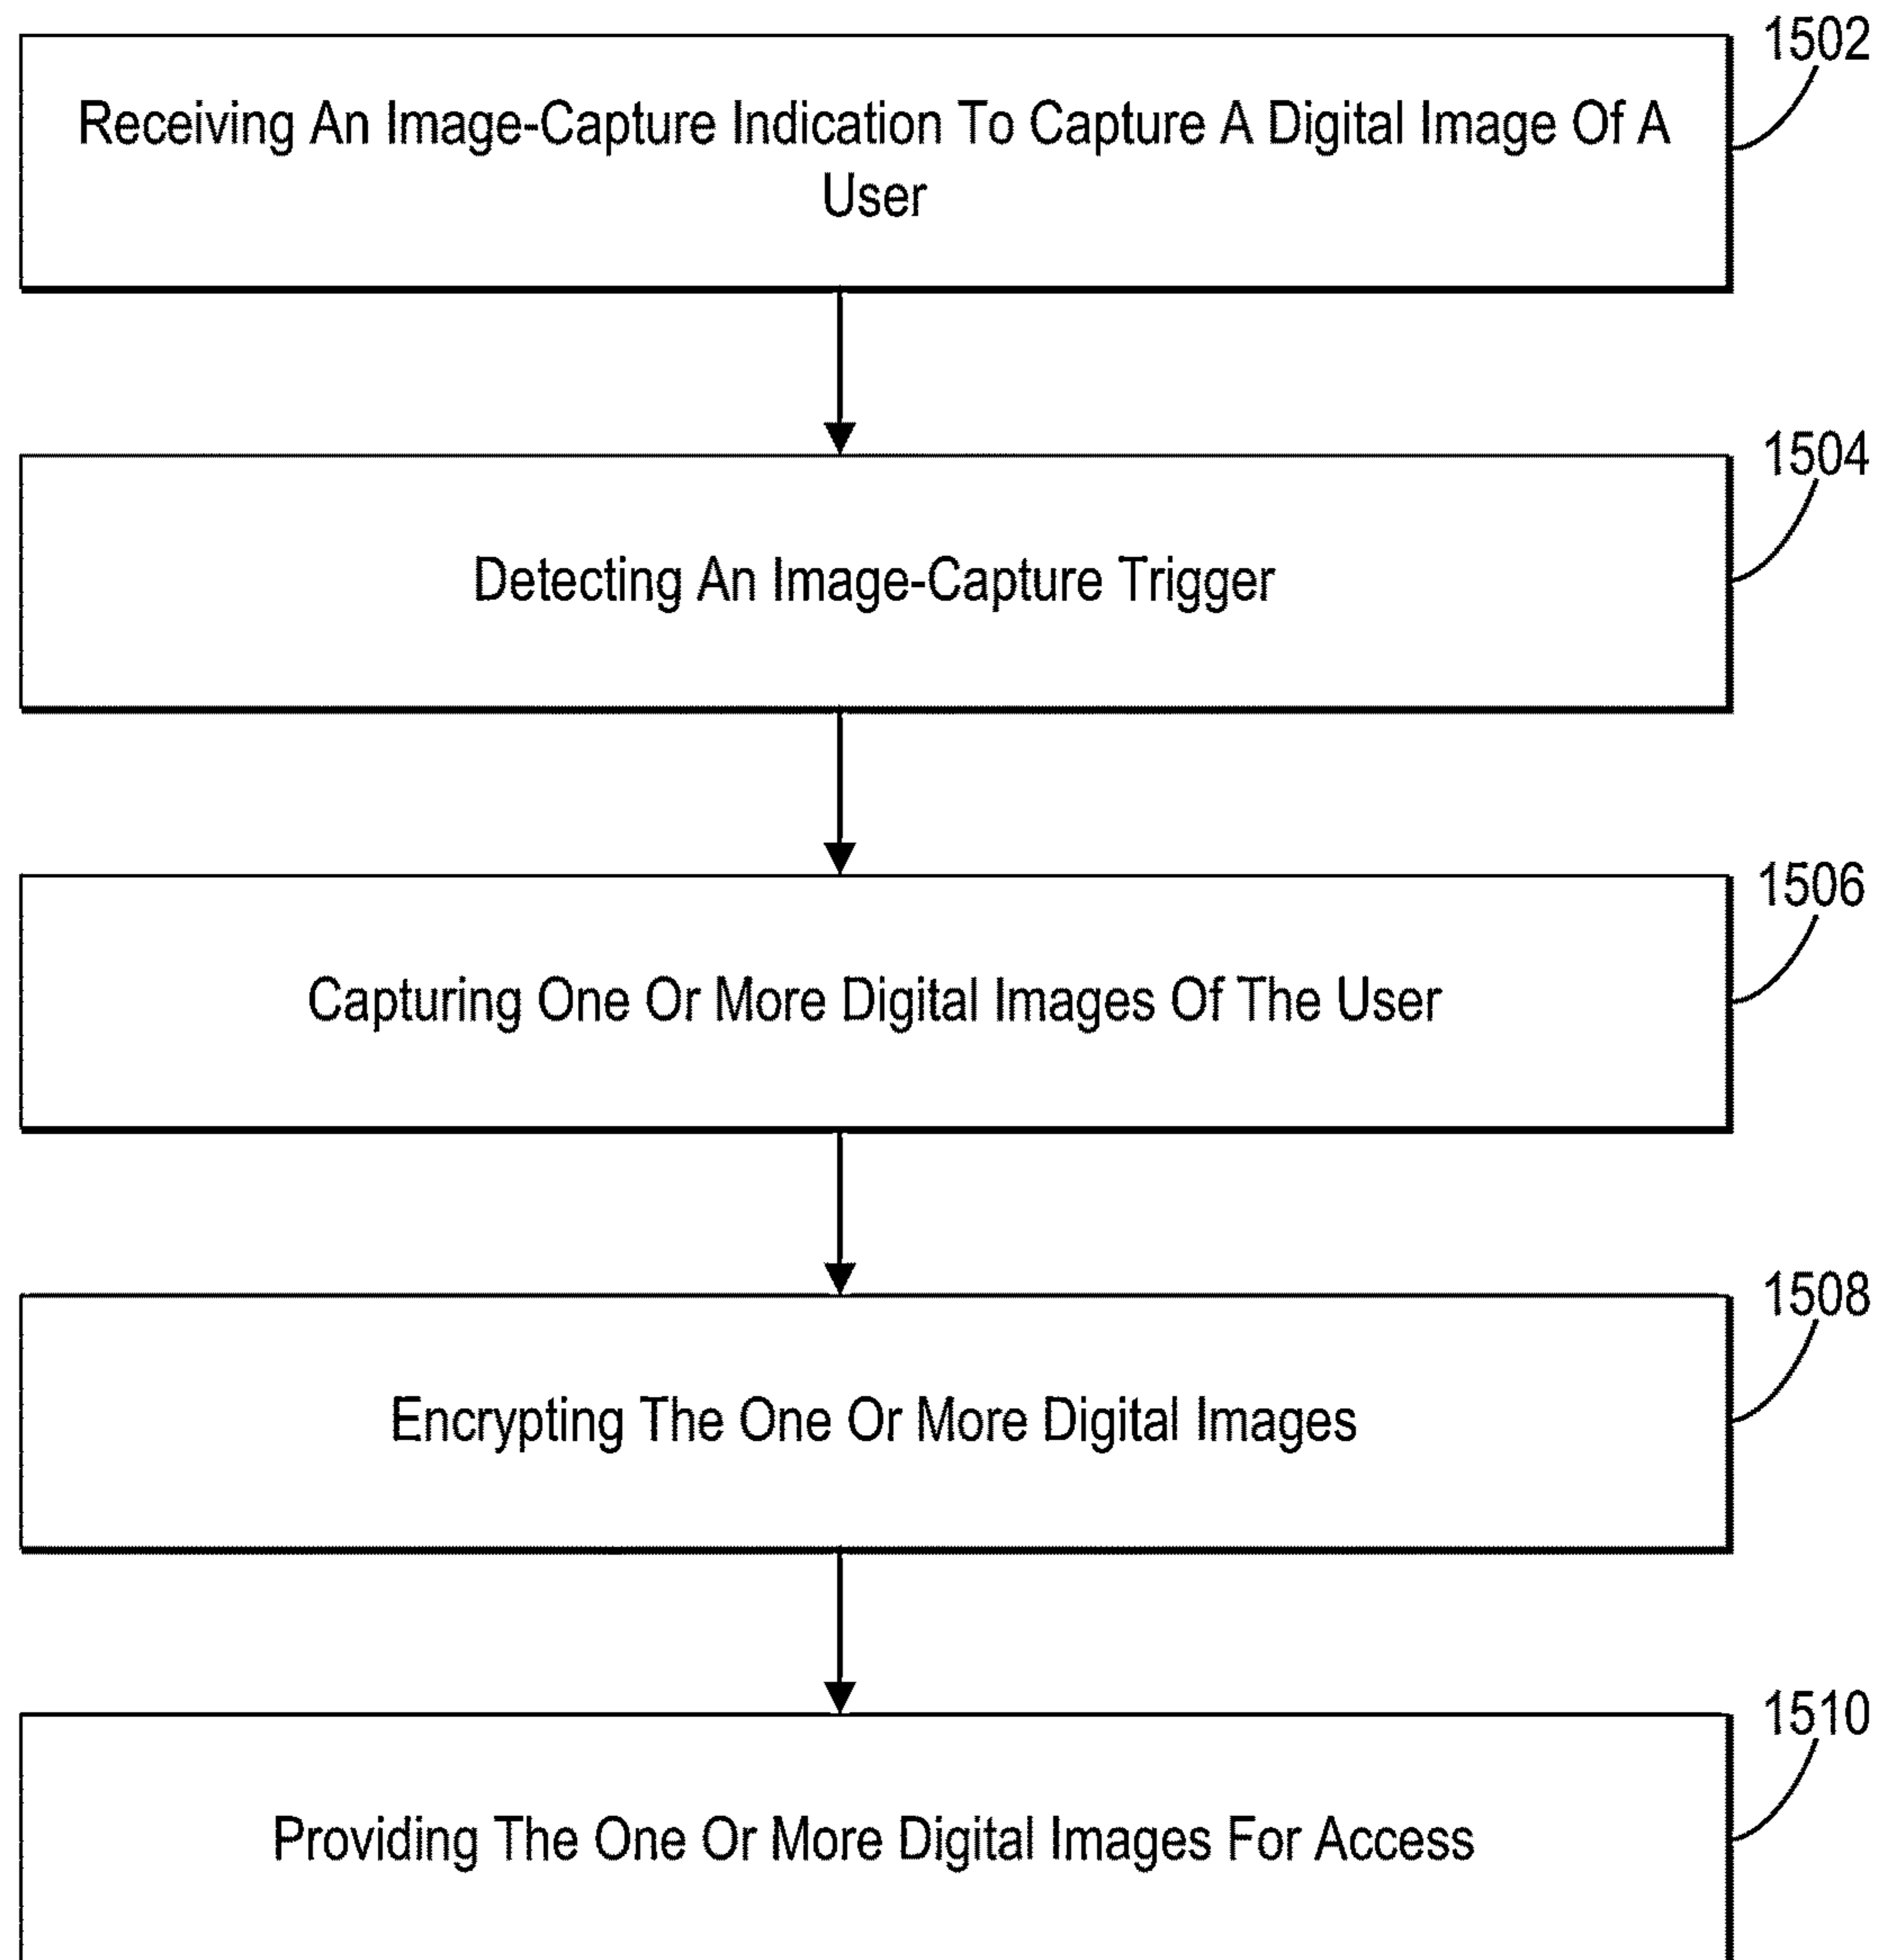 1502
Receiving An Image-Capture Indication To Capture A Digital Image Of A
User
1504
Detecting An Image-Capture Trigger
1506
Capturing One Or More Digital Images Of The User
1508
Encrypting The One Or More Digital Images
1510
Providing The One Or More Digital Images For Access